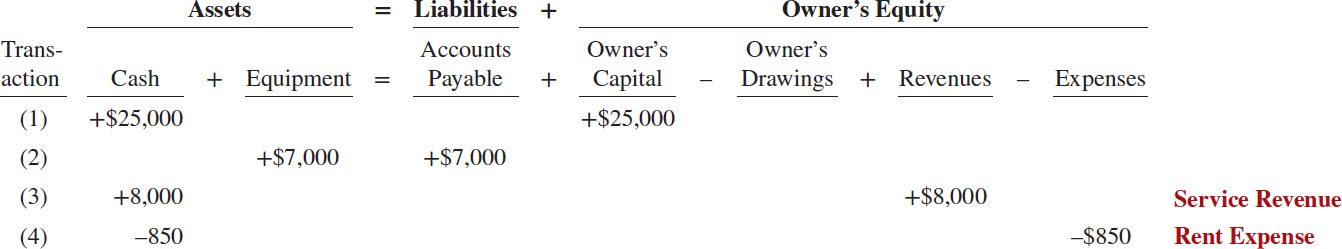 Assets = Liabilities + Owner's Equity
Trans- Accounts Owner's Owner's
action Cash + Equipment = Payable + Capital – Drawings + Revenues – Expenses
(1) +$25,000 +$25,000
(2) +$7,000 +$7,000
(3) +8,000 +$8,000 Service Revenue
(4) –850 –$850 Rent Expense